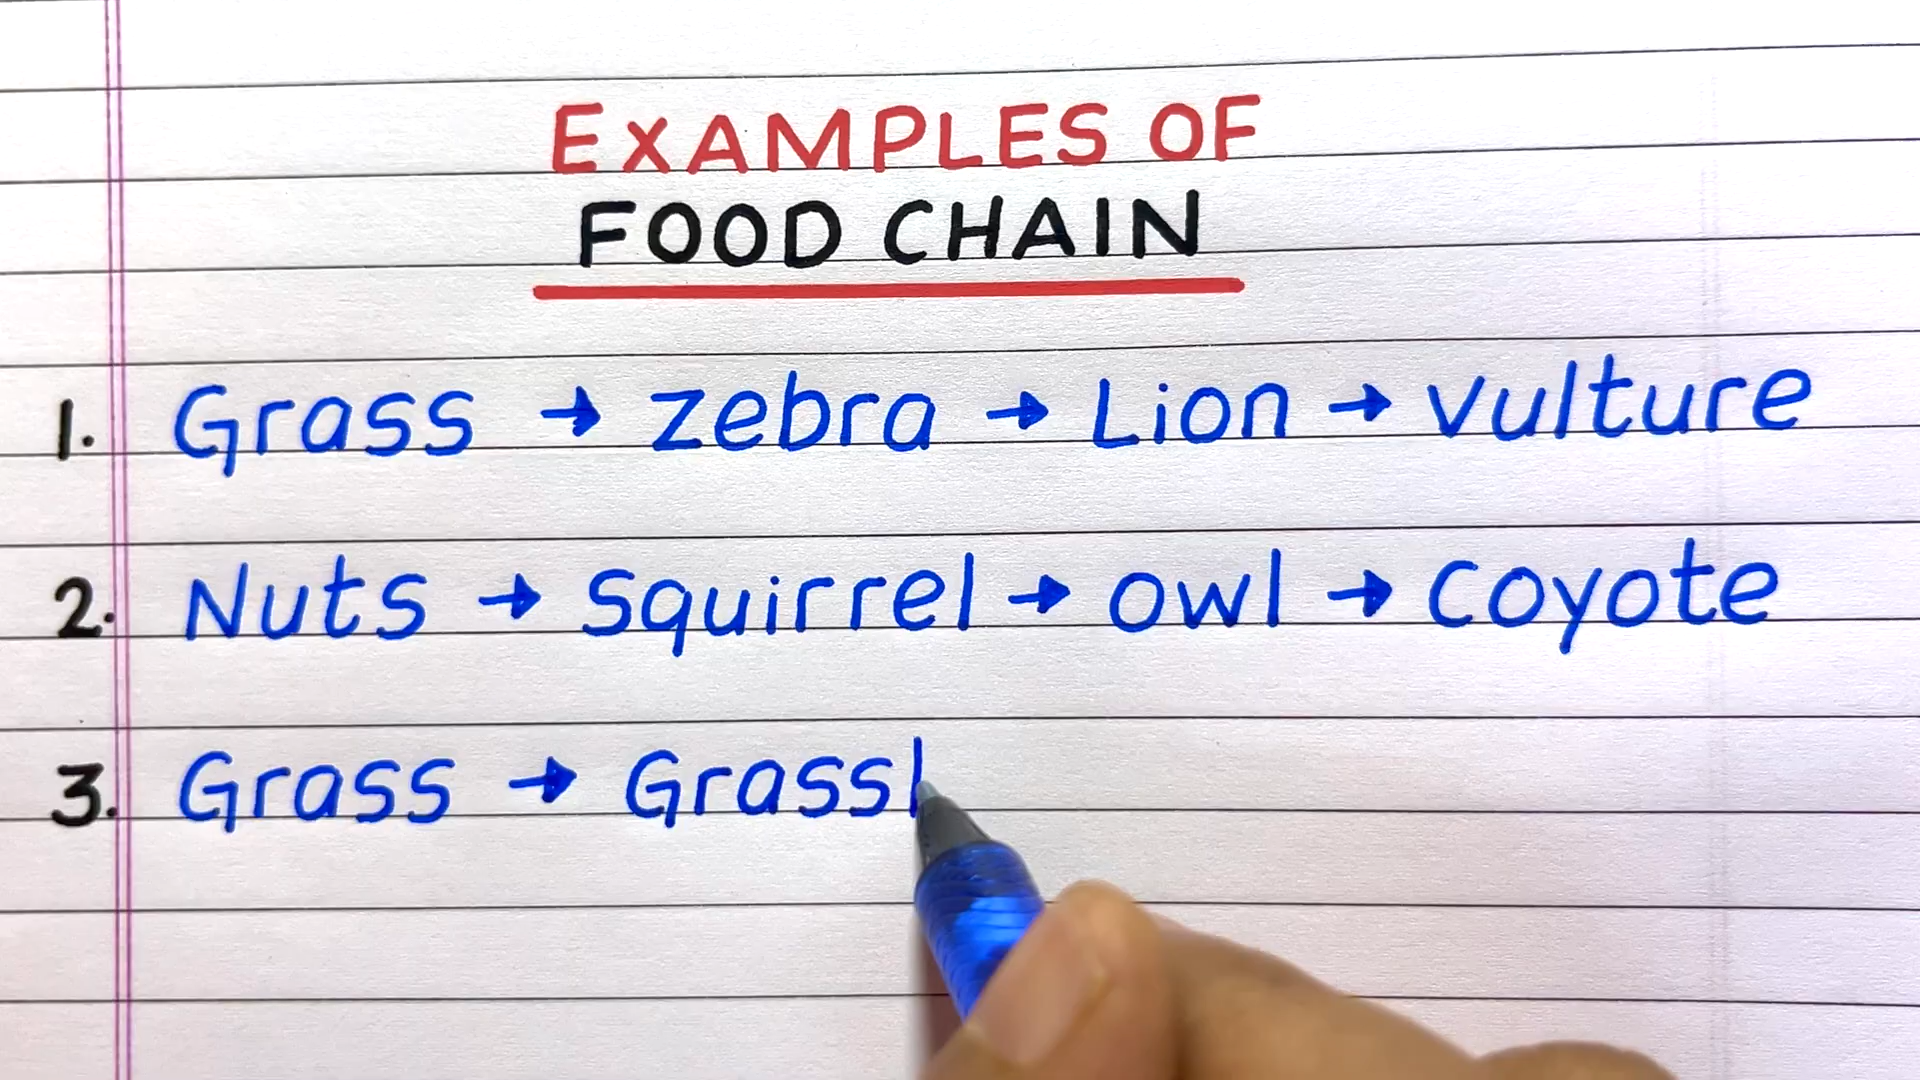 EXAMPLES OF
FOOD CHAIN
1. Grass → zebra → Lion → vulture
2. Nuts → squirrel → owl → coyote
3. Grass → Grassl